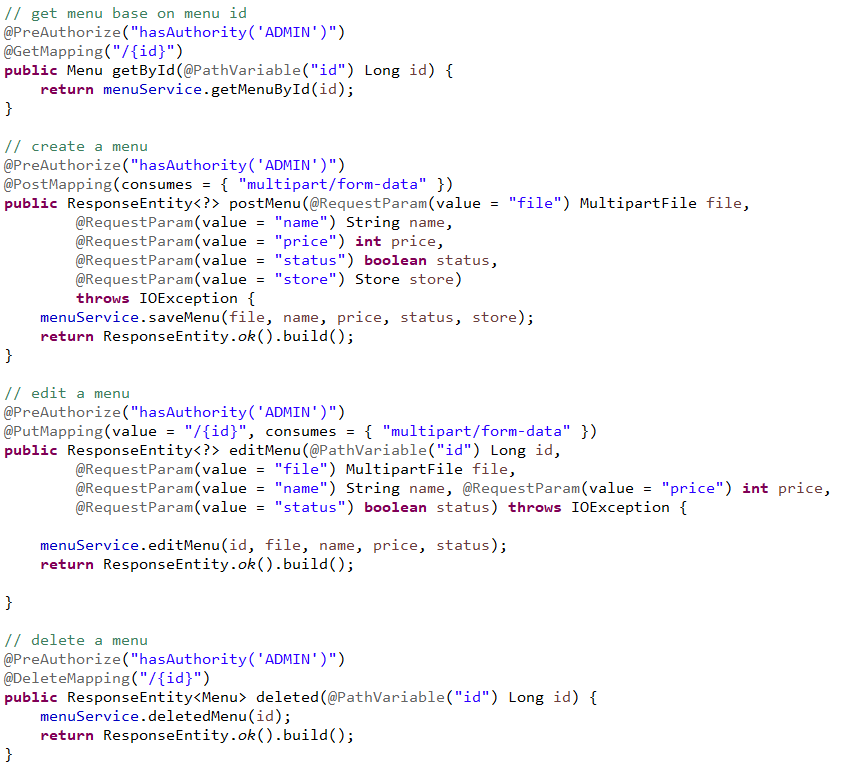 // get menu base on menu id
@PreAuthorize("hasAuthority('ADMIN')")
@GetMapping("/{id}")
public Menu getById(@PathVariable("id") Long id) {
    return menuService.getMenuById(id);
}

// create a menu
@PreAuthorize("hasAuthority('ADMIN')")
@PostMapping(consumes = { "multipart/form-data" })
public ResponseEntity<?> postMenu(@RequestParam(value = "file") MultipartFile file,
        @RequestParam(value = "name") String name,
        @RequestParam(value = "price") int price,
        @RequestParam(value = "status") boolean status,
        @RequestParam(value = "store") Store store)
        throws IOException {
    menuService.saveMenu(file, name, price, status, store);
    return ResponseEntity.ok().build();
}

// edit a menu
@PreAuthorize("hasAuthority('ADMIN')")
@PutMapping(value = "/{id}", consumes = { "multipart/form-data" })
public ResponseEntity<?> editMenu(@PathVariable("id") Long id,
        @RequestParam(value = "file") MultipartFile file,
        @RequestParam(value = "name") String name, @RequestParam(value = "price") int price,
        @RequestParam(value = "status") boolean status) throws IOException {

    menuService.editMenu(id, file, name, price, status);
    return ResponseEntity.ok().build();

}

// delete a menu
@PreAuthorize("hasAuthority('ADMIN')")
@DeleteMapping("/{id}")
public ResponseEntity<Menu> deleted(@PathVariable("id") Long id) {
    menuService.deletedMenu(id);
    return ResponseEntity.ok().build();
}